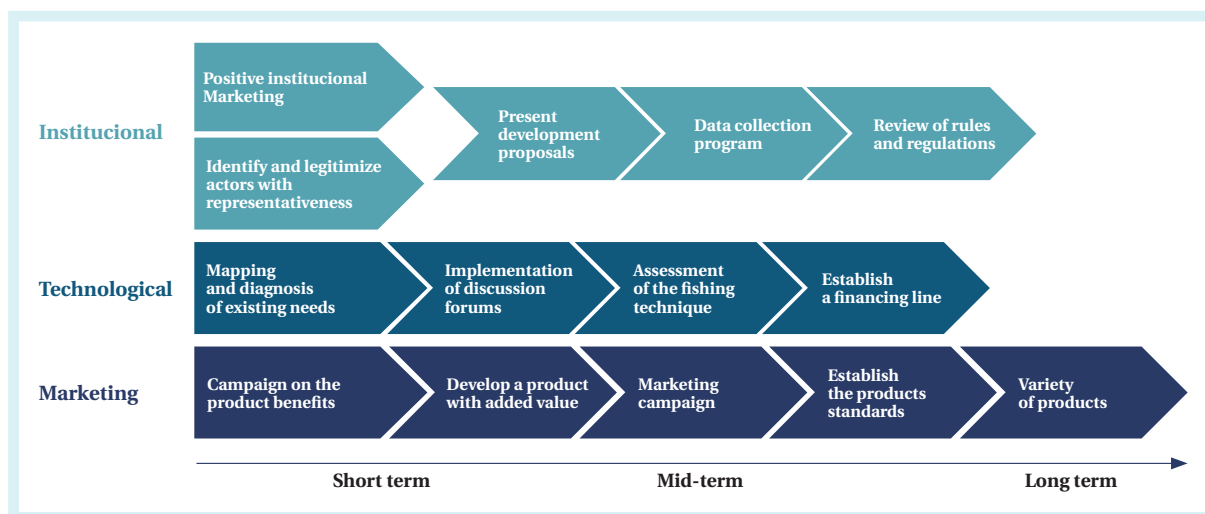 Institucional
Positive institutional
Marketing
Identify and legitimize
actors with
representativeness
Present
development
proposals
Data collection
program
Review of rules
and regulations
Technological
Mapping
and diagnosis
of existing needs
Implementation
of discussion
forums
Assessment
of the fishing
technique
Establish
a financing line
Marketing
Campaign on the
product benefits
Develop a product
with added value
Marketing
campaign
Establish
the products
standards
Variety
of products
Short term
Mid-term
Long term